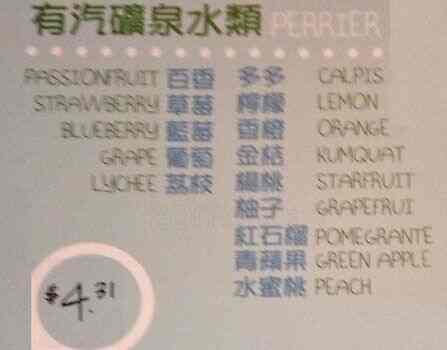 有汽礦泉水類 PERRIER
PASSIONFRUIT 百香 多多 CALPIS
STRAWBERRY 草莓 檸檬 LEMON
BLUEBERRY 藍莓 香橙 ORANGE
GRAPE 葡萄 金桔 KUMQUAT
LYCHEE 荔枝 楊桃 STARFRUIT
柚子 GRAPEFRUI
紅石榴 POMEGRANTE
青蘋果 GREEN APPLE
水蜜桃 PEACH
$4.31